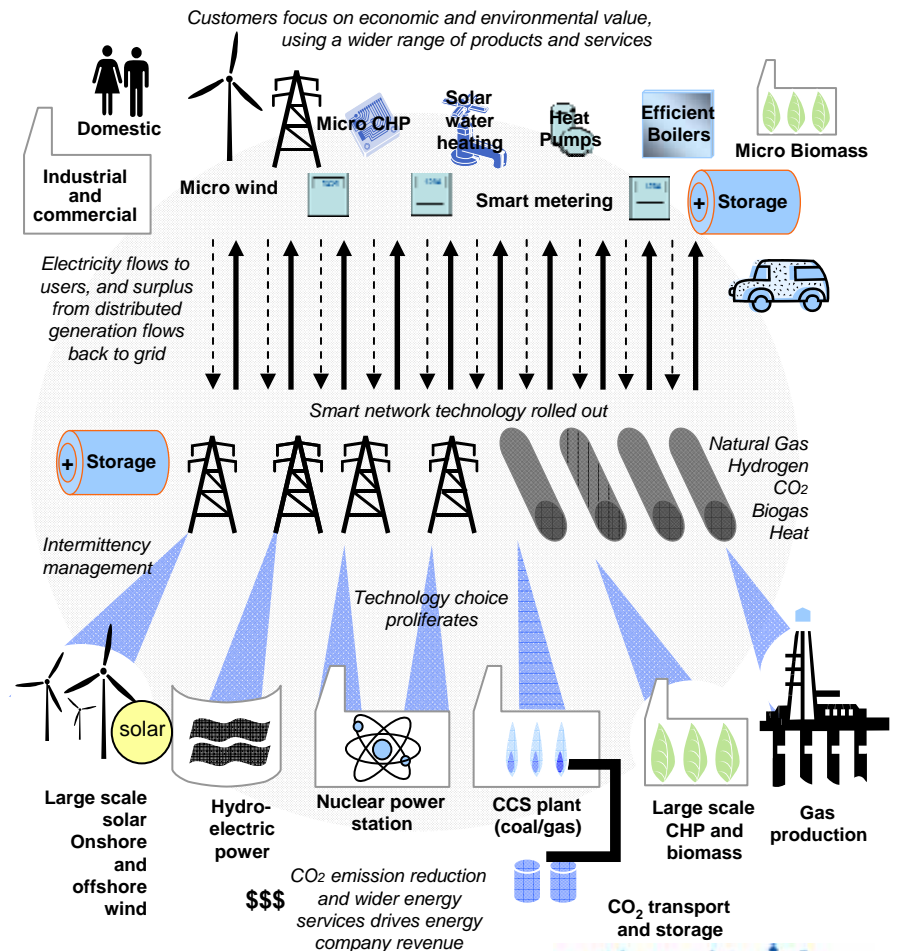 Customers focus on economic and environmental value,
using a wider range of products and services
Domestic
Industrial
and
commercial
Micro wind
Micro CHP
Solar
water
heating
Heat
Pumps
Efficient
Boilers
Micro Biomass
Smart metering
+ Storage
Electricity flows to
users, and surplus
from distributed
generation flows
back to grid
Smart network technology rolled out
+ Storage
Natural Gas
Hydrogen
CO2
Biogas
Heat
Intermittency
management
Technology choice
proliferates
solar
Large scale
solar
Onshore
and
offshore
wind
Hydro-
electric
power
Nuclear power
station
CCS plant
(coal/gas)
Large scale
CHP and
biomass
Gas
production
$$$
CO2 emission reduction
and wider energy
services drives energy
company revenue
CO2 transport
and storage